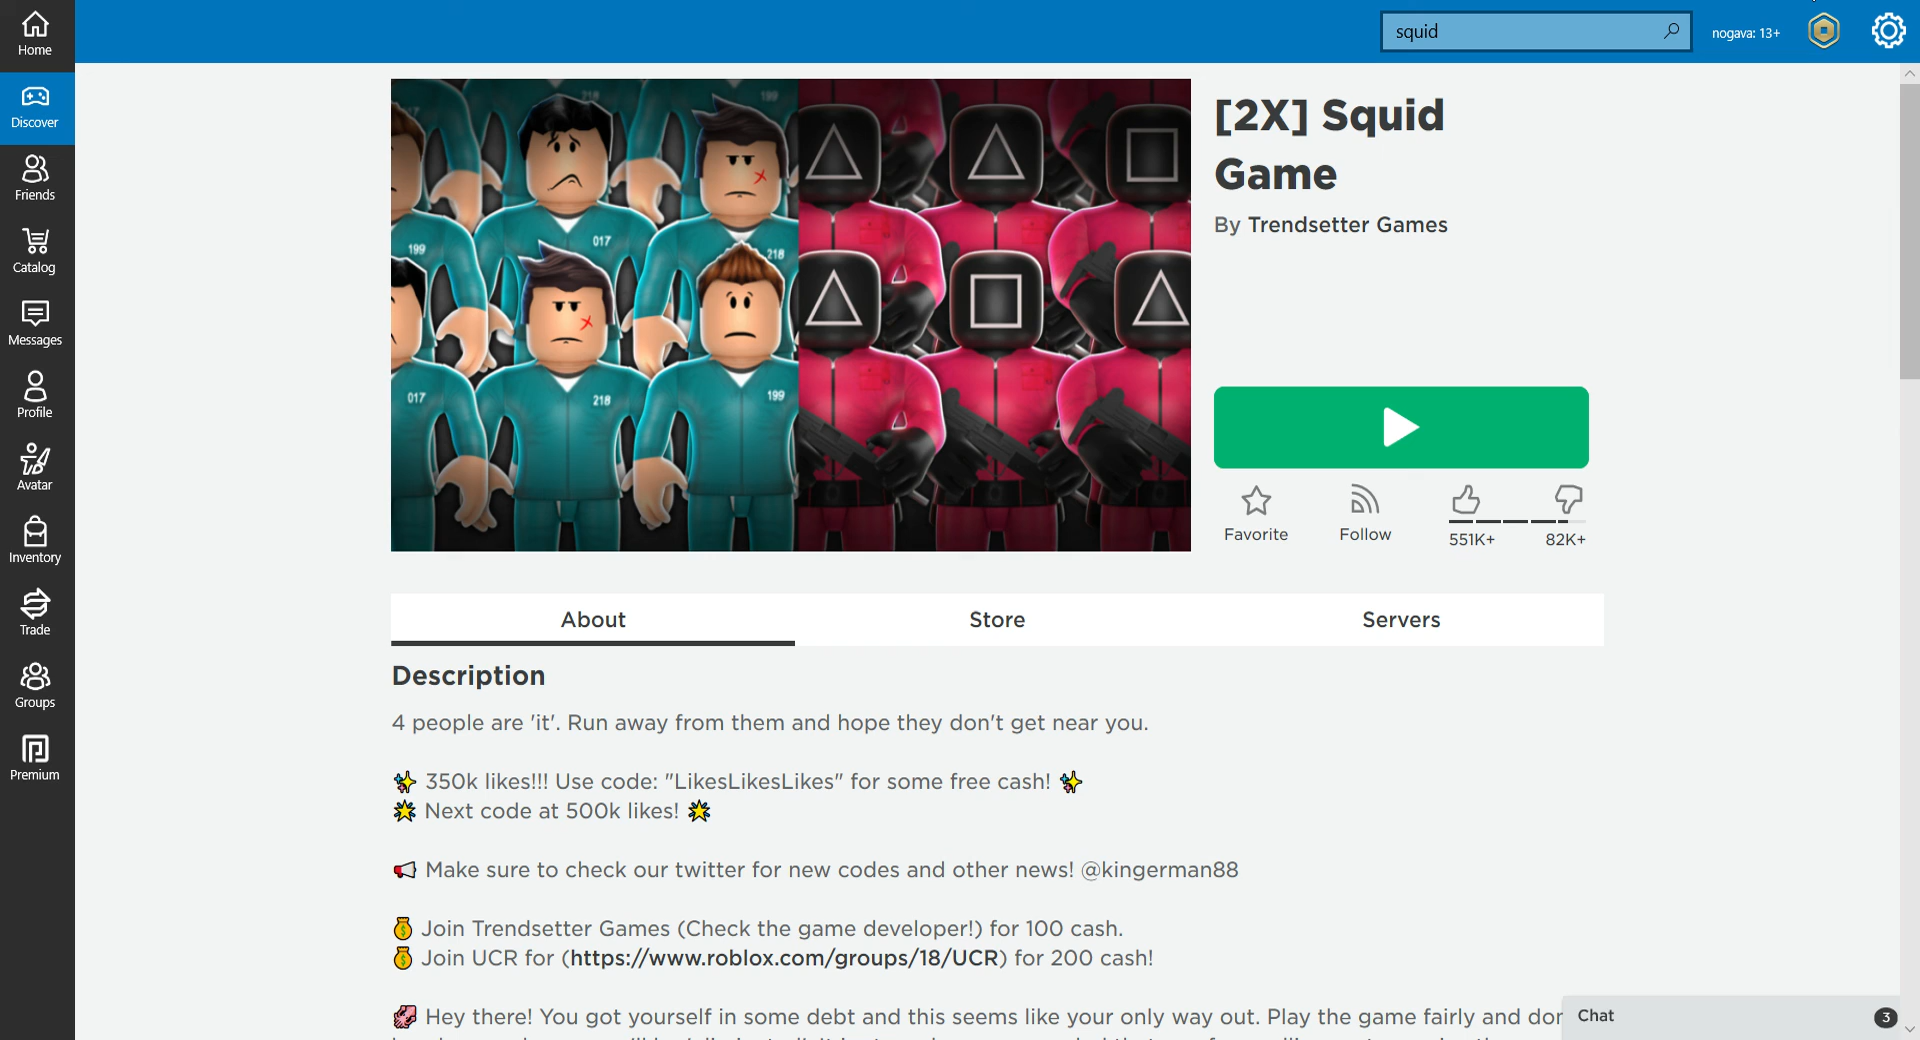 Home
Discover
Friends
Catalog
Messages
Profile
Avatar
Inventory
Trade
Groups
Premium
squid
nogava: 13+
218
199
199
017
218
017
218
199
[2X] Squid
Game
By Trendsetter Games
Favorite
Follow
551K+
82K+
About
Store
Servers
Description
4 people are 'it'. Run away from them and hope they don't get near you.
✨ 350k likes!!! Use code: "LikesLikesLikes" for some free cash! ✨
🌟 Next code at 500k likes! 🌟
📢 Make sure to check our twitter for new codes and other news! @kingerman88
💰 Join Trendsetter Games (Check the game developer!) for 100 cash.
💰 Join UCR for (https://www.roblox.com/groups/18/UCR) for 200 cash!
🦑 Hey there! You got yourself in some debt and this seems like your only way out. Play the game fairly and
Chat
3